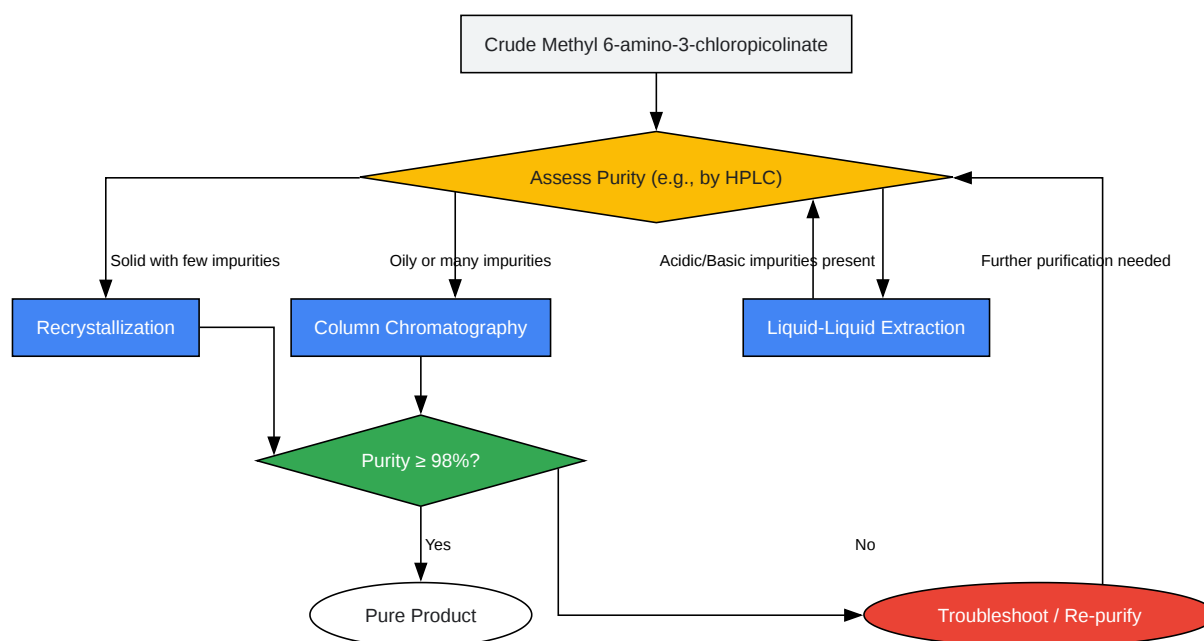 Crude Methyl 6-amino-3-chloropicolinate
Assess Purity (e.g., by HPLC)
Solid with few impurities
Oily or many impurities
Acidic/Basic impurities present
Further purification needed
Recrystallization
Column Chromatography
Liquid-Liquid Extraction
Purity ≥ 98%?
Yes
No
Pure Product
Troubleshoot / Re-purify